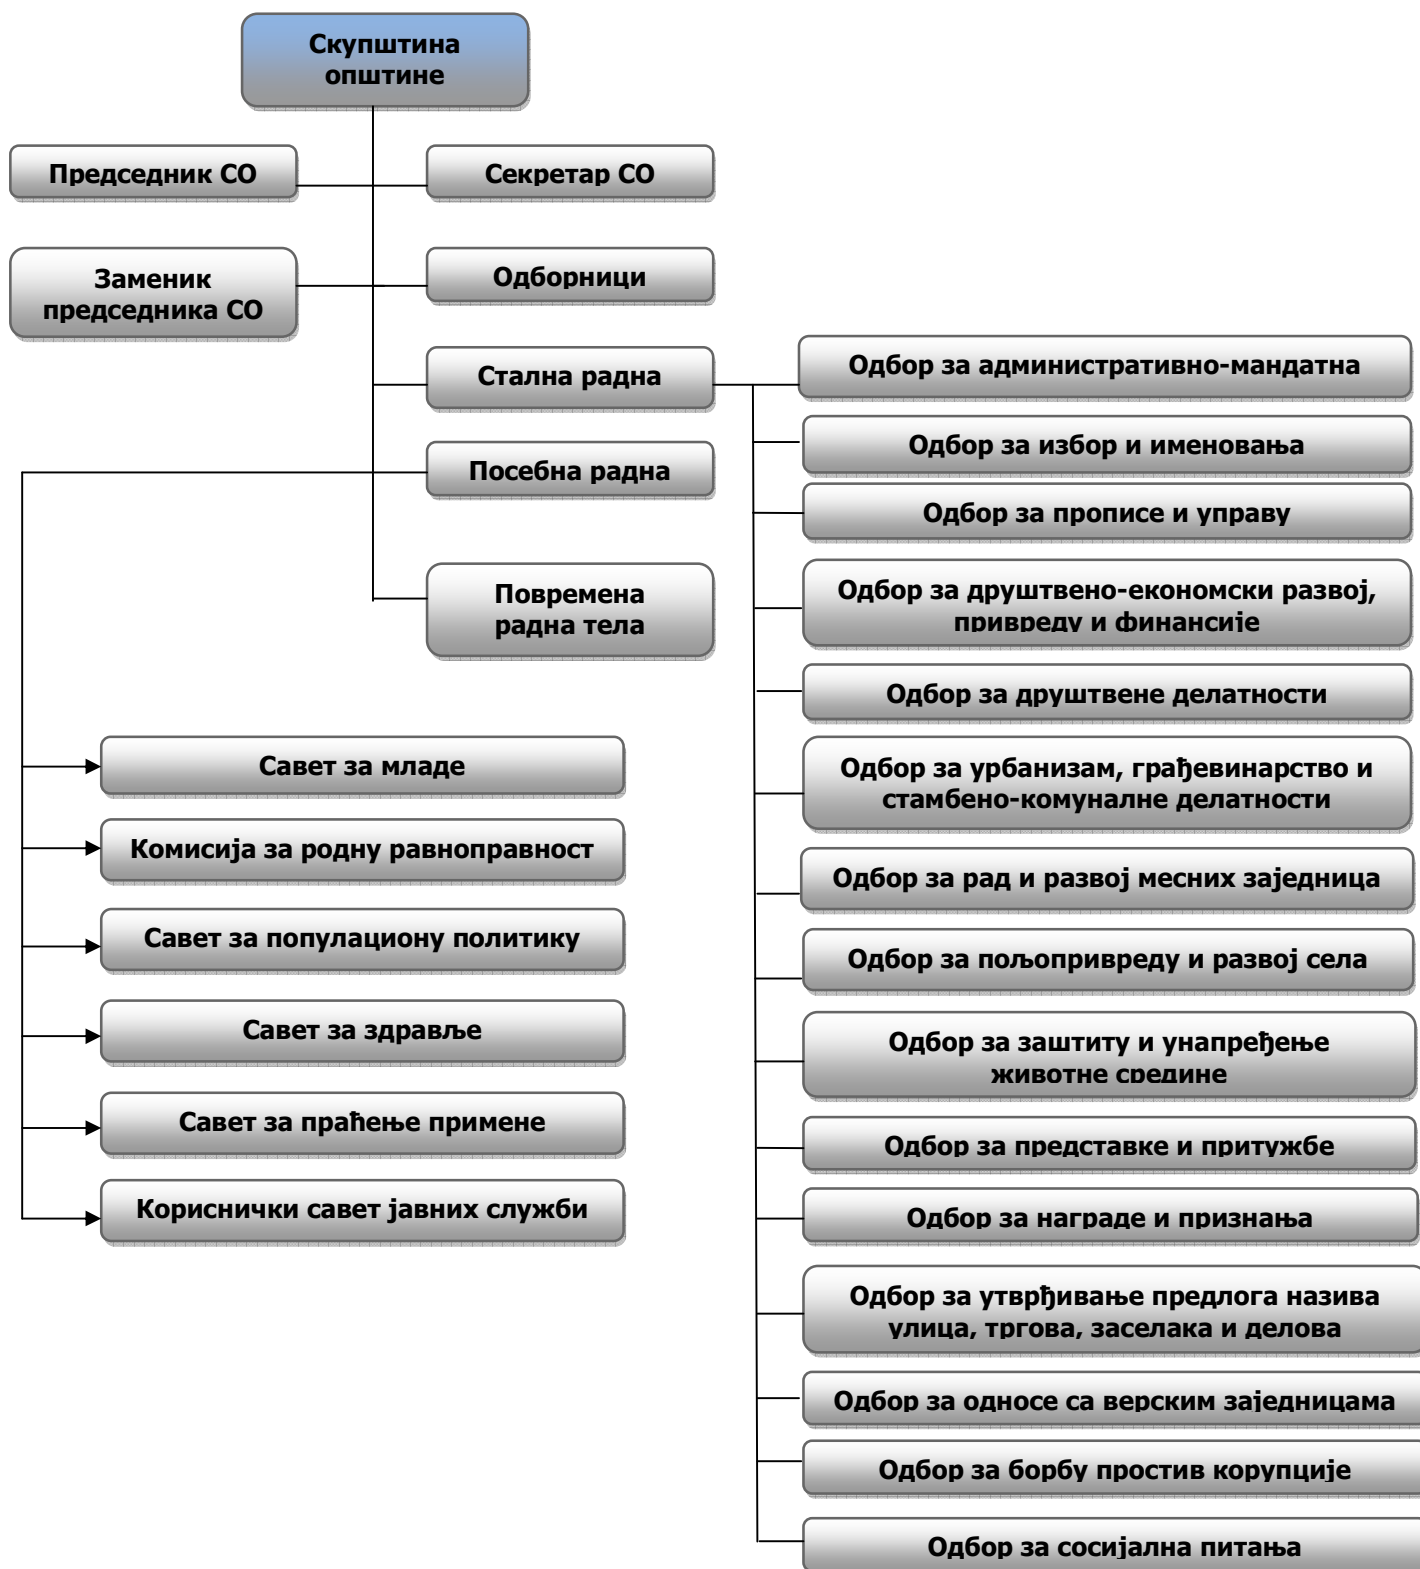 Скупштина
општине
Председник СО
Секретар СО
Заменик
председника СО
Одборници
Стална радна
Посебна радна
Повремена
радна тела
Одбор за административно-мандатна
Одбор за избор и именовања
Одбор за прописе и управу
Одбор за друштвено-економски развој,
привреду и финансије
Одбор за друштвене делатности
Одбор за урбанизам, грађевинарство и
стамбено-комуналне делатности
Одбор за рад и развој месних заједница
Одбор за пољопривреду и развој села
Одбор за заштиту и унапређење
животне средине
Одбор за представке и притужбе
Одбор за награде и признања
Одбор за утврђивање предлога назива
улица, тргова, заселака и делова
Одбор за односе са верским заједницама
Одбор за борбу простив корупције
Одбор за сосијална питања
Савет за младе
Комисија за родну равноправност
Савет за популациону политику
Савет за здравље
Савет за праћење примене
Кориснички савет јавних служби